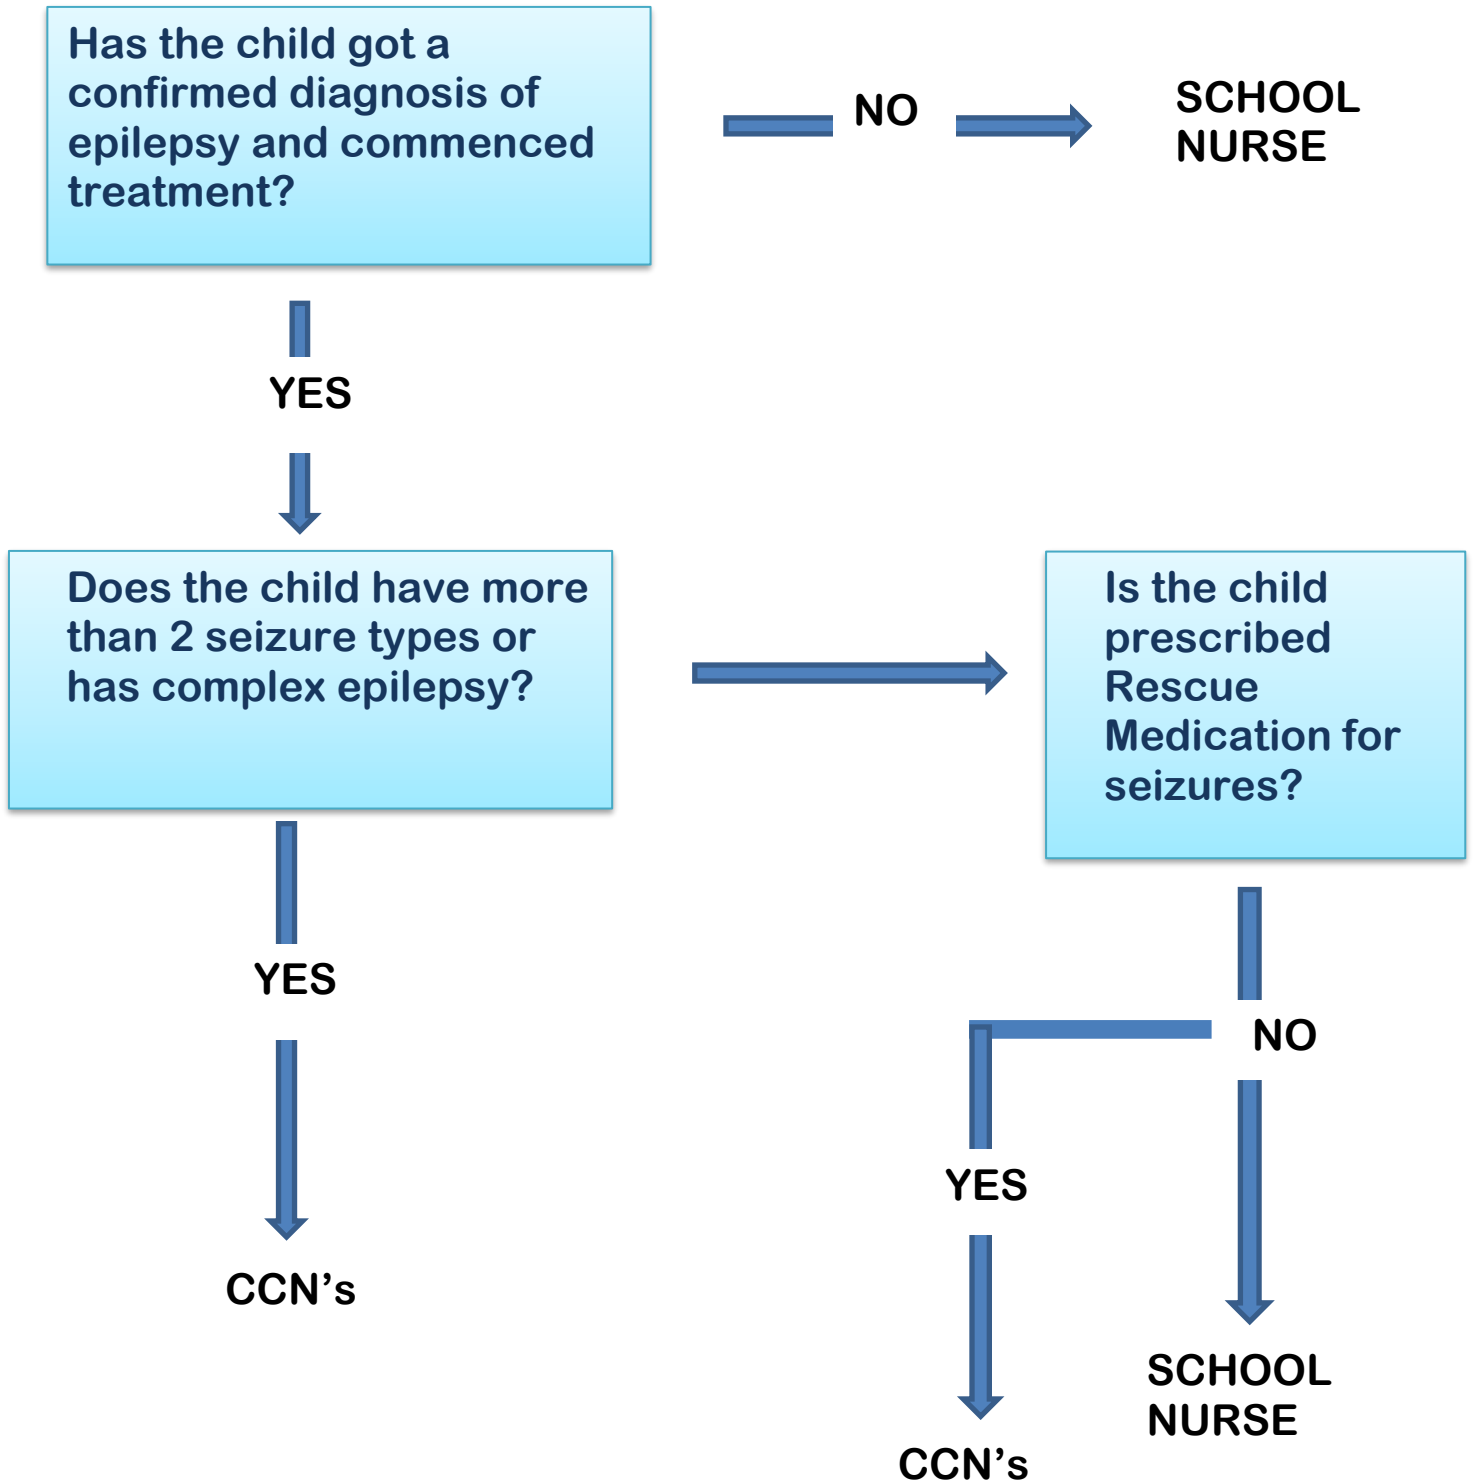 Has the child got a
confirmed diagnosis of
epilepsy and commenced
treatment?
NO
SCHOOL
NURSE
YES
Does the child have more
than 2 seizure types or
has complex epilepsy?
Is the child
prescribed
Rescue
Medication for
seizures?
YES
NO
YES
CCN’s
SCHOOL
NURSE
CCN’s